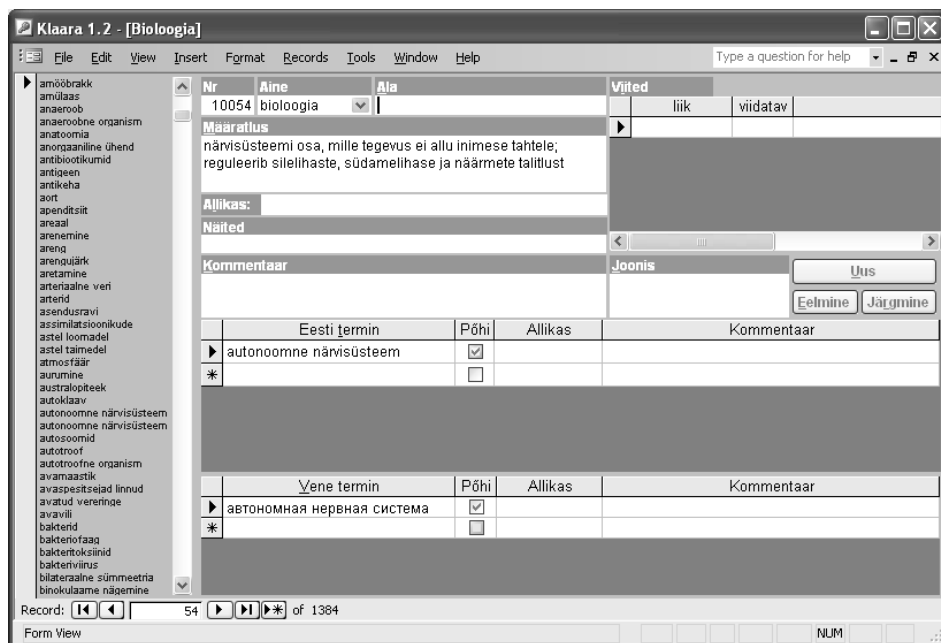 Klaara 1.2 - [Bioloogia]
File Edit View Insert Format Records Tools Window Help Type a question for help
amööbrakk
amülaas
anaeroob
anaeroobne organism
anatoomia
anorgaaniline ühend
antibiootikumid
antigeen
antikeha
aort
apenditsiit
areaal
arenemine
areng
arengujärk
aretamine
arteriaalne veri
arterid
asendusravi
assimilatsioonikude
astel loomadel
astel taimedel
atmosfäär
aurumine
australopiteek
autoklaav
autonoomne närvisüsteem
autonoomne närvisüsteem
autosoomid
autotroof
autotroofne organism
avamaastik
avaspesitsejad linnud
avatud vereringe
avavili
bakterid
bakteriofaag
bakteritoksiinid
bakteriviirus
bilateraalne sümmeetria
binokulaarne nägemine
Nr Aine Ala
10054 bioloogia
Määratlus
närvisüsteemi osa, mille tegevus ei allu inimese tahtele;
reguleerib silelihaste, südamelihase ja näärmete talitlust
Allikas:
Näited
Kommentaar
Viited
liik viidatav
Joonis
Uus
Eelmine Järgmine
Eesti termin Põhi Allikas Kommentaar
autonoomne närvisüsteem
Vene termin Põhi Allikas Kommentaar
автономная нервная система
Record: 54 of 1384
Form View NUM